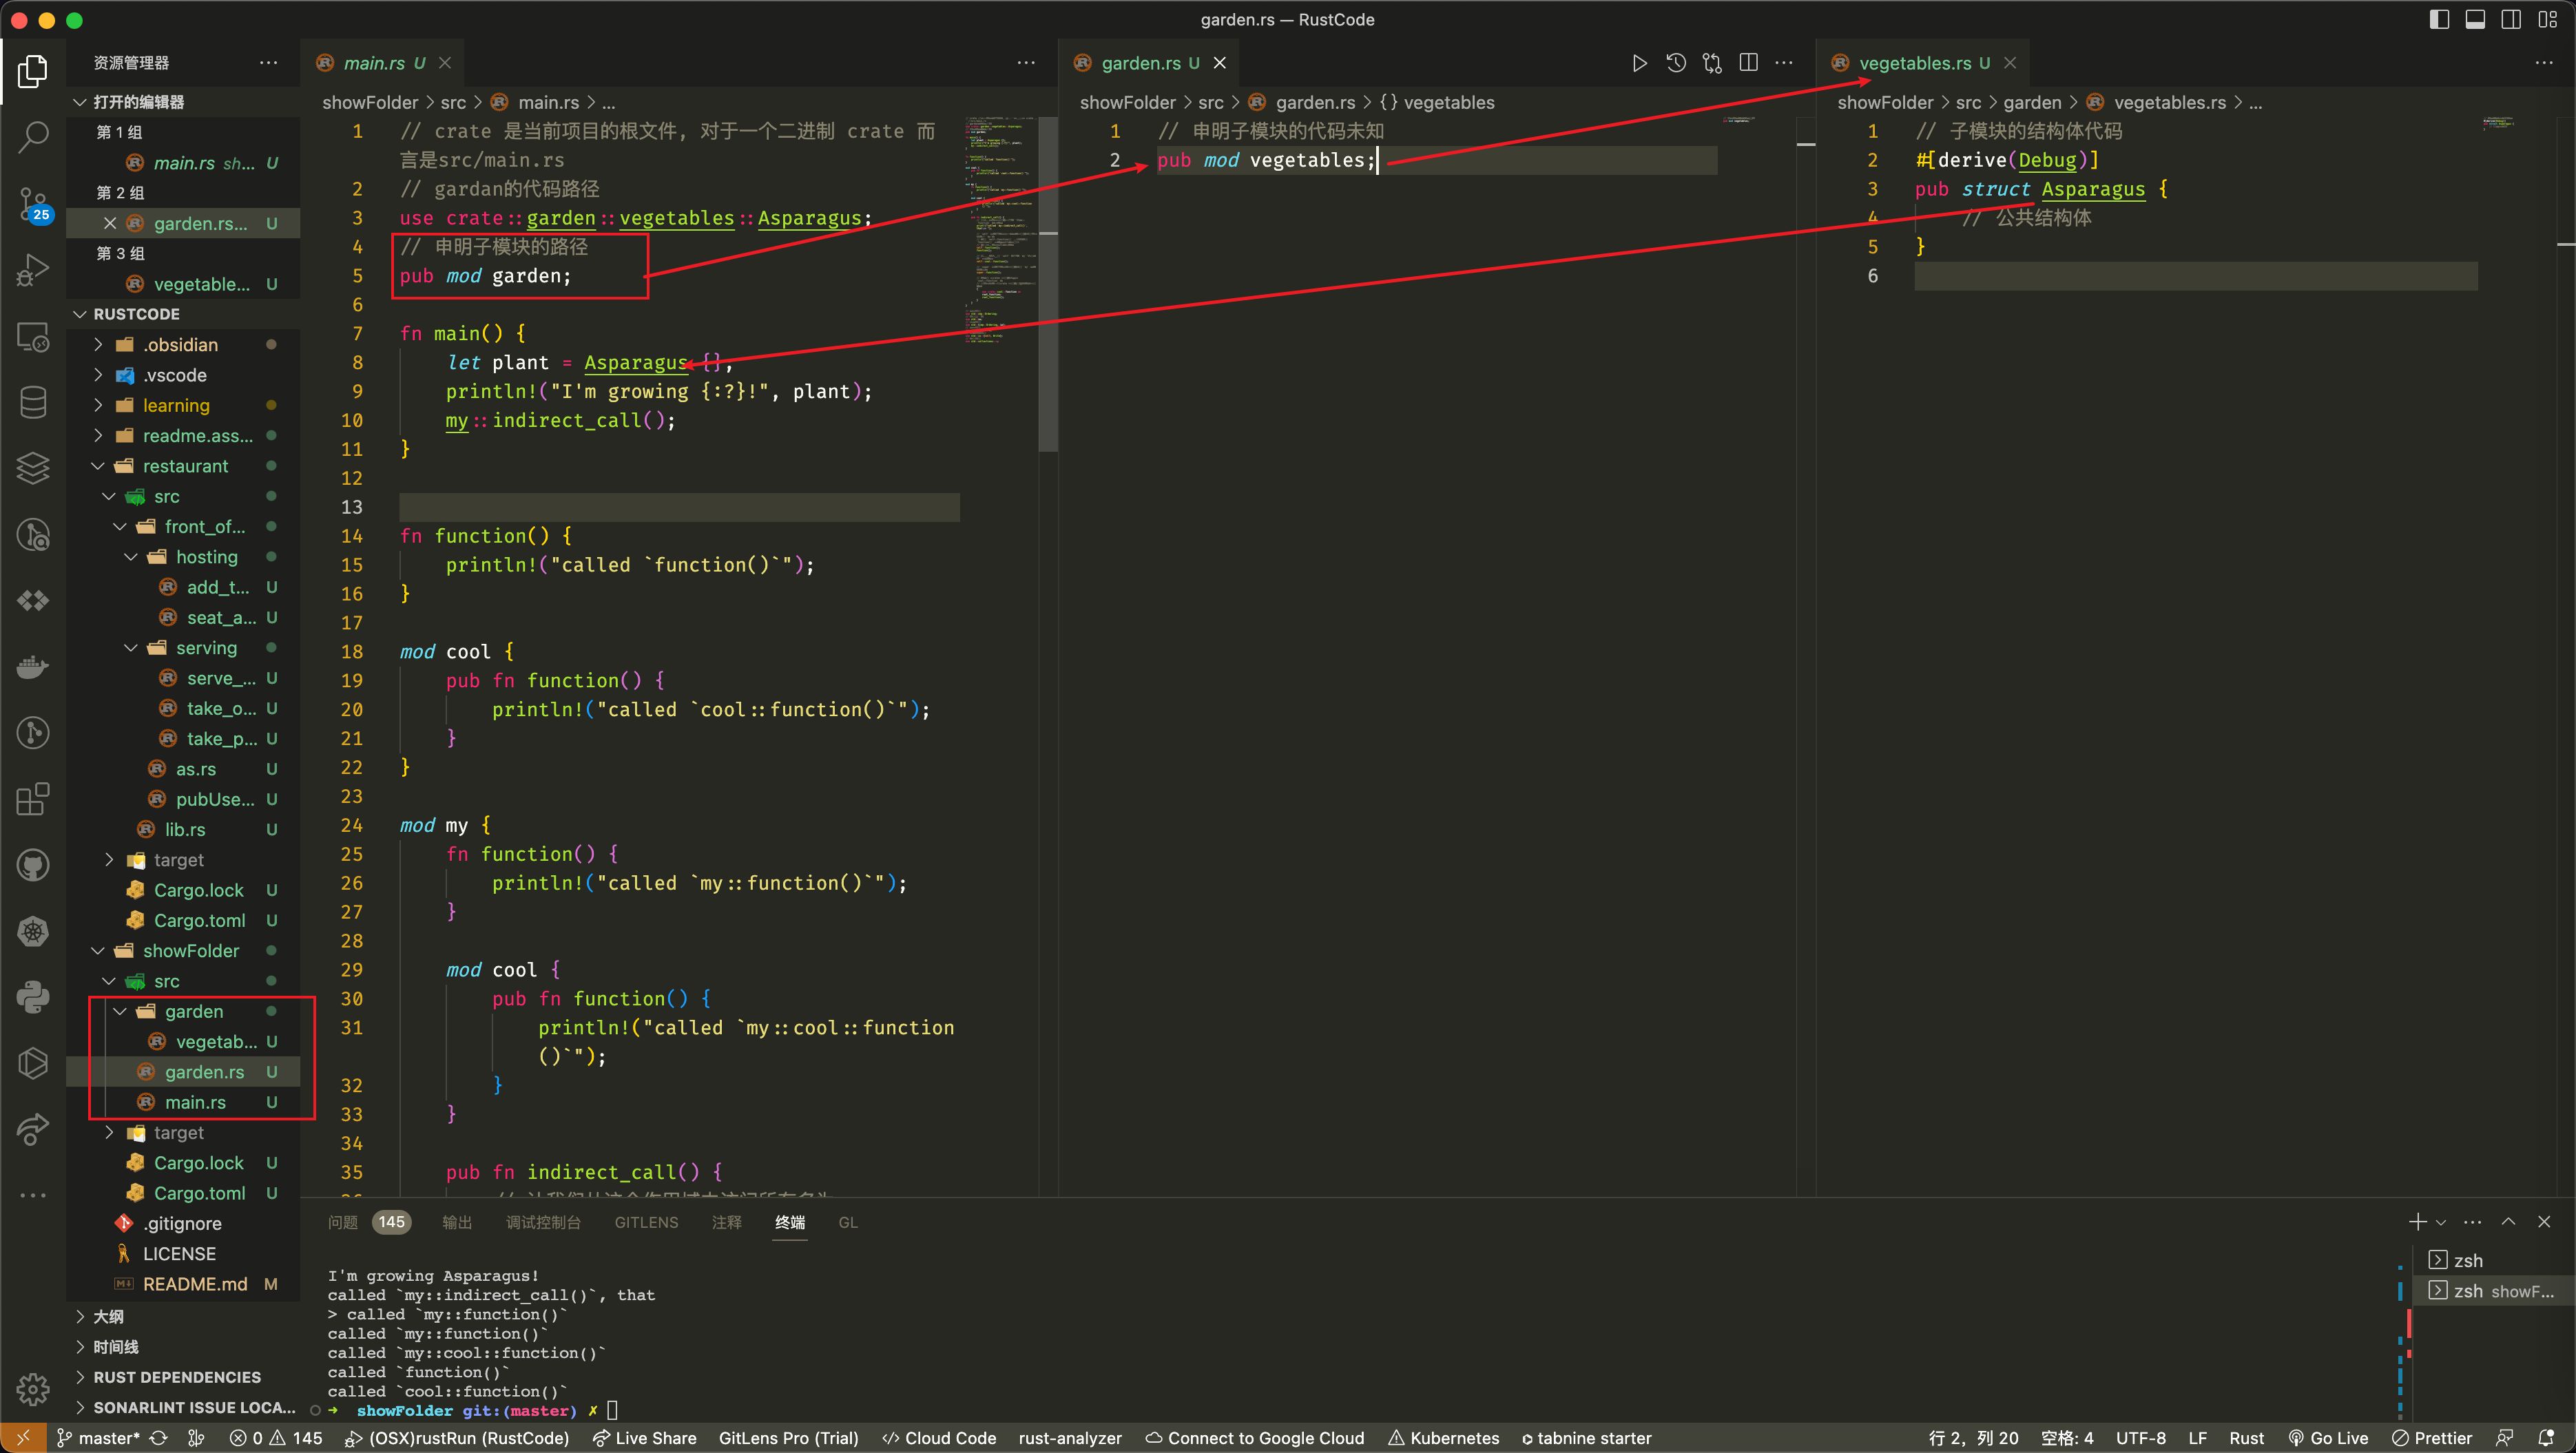 garden.rs — RustCode
资源管理器
打开的编辑器
第 1 组
main.rs sh... U
第 2 组
garden.rs... U
第 3 组
vegetable... U
RUSTCODE
.obsidian
.vscode
learning
readme.ass...
restaurant
src
front_of...
hosting
add_t... U
seat_a... U
serving
serve_... U
take_o... U
take_p... U
as.rs U
pubUse... U
lib.rs U
target
Cargo.lock U
Cargo.toml U
showFolder
src
garden
vegetab... U
garden.rs U
main.rs U
target
Cargo.lock U
Cargo.toml U
.gitignore
LICENSE
README.md M
大纲
时间线
RUST DEPENDENCIES
SONARLINT ISSUE LOCA...
25
main.rs U
showFolder > src > main.rs > ...
1 // crate 是当前项目的根文件, 对于一个二进制 crate 而
言是src/main.rs
2 // gardan的代码路径
3 use crate::garden::vegetables::Asparagus;
4 // 申明子模块的路径
5 pub mod garden;
6
7 fn main() {
8 let plant = Asparagus {};
9 println!("I'm growing {:?}!", plant);
10 my::indirect_call();
11 }
12
13
14 fn function() {
15 println!("called `function()`");
16 }
17
18 mod cool {
19 pub fn function() {
20 println!("called `cool::function()`");
21 }
22 }
23
24 mod my {
25 fn function() {
26 println!("called `my::function()`");
27 }
28
29 mod cool {
30 pub fn function() {
31 println!("called `my::cool::function
()`");
32 }
33 }
34
35 pub fn indirect_call() {
garden.rs U
showFolder > src > garden.rs > {} vegetables
1 // 申明子模块的代码未知
2 pub mod vegetables;
vegetables.rs U
showFolder > src > garden > vegetables.rs > ...
1 // 子模块的结构体代码
2 #[derive(Debug)]
3 pub struct Asparagus {
4 // 公共结构体
5 }
6
问题 145 输出 调试控制台 GITLENS 注释 终端 GL
I'm growing Asparagus!
called `my::indirect_call()`, that
> called `my::function()`
called `my::function()`
called `my::cool::function()`
called `function()`
called `cool::function()`
➜ showFolder git:(master) ✗
zsh
zsh showF...
master* 0 145 (OSX)rustRun (RustCode) Live Share GitLens Pro (Trial) Cloud Code rust-analyzer Connect to Google Cloud Kubernetes tabnine starter 行 2, 列 20 空格: 4 UTF-8 LF Rust Go Live Prettier